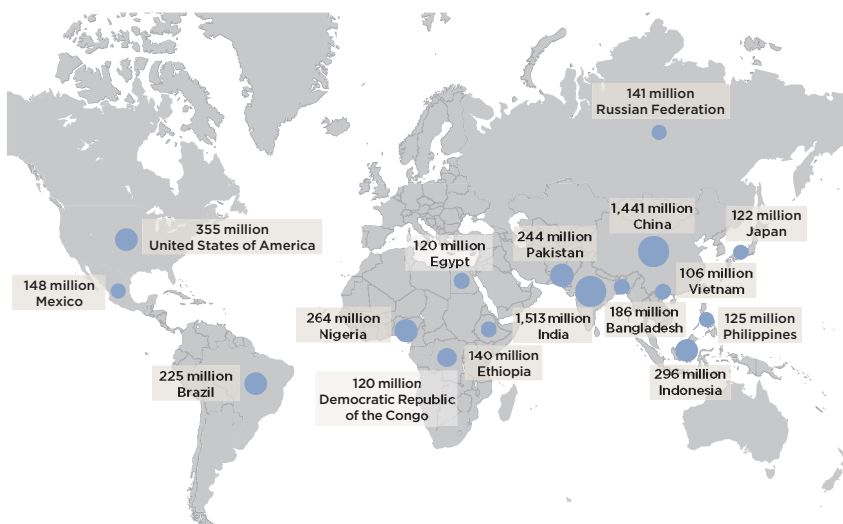 141 million
Russian Federation
1,441 million
China
122 million
Japan
355 million
United States of America
120 million
Egypt
244 million
Pakistan
106 million
Vietnam
148 million
Mexico
264 million
Nigeria
1,513 million
India
186 million
Bangladesh
125 million
Philippines
140 million
Ethiopia
225 million
Brazil
120 million
Democratic Republic
of the Congo
296 million
Indonesia